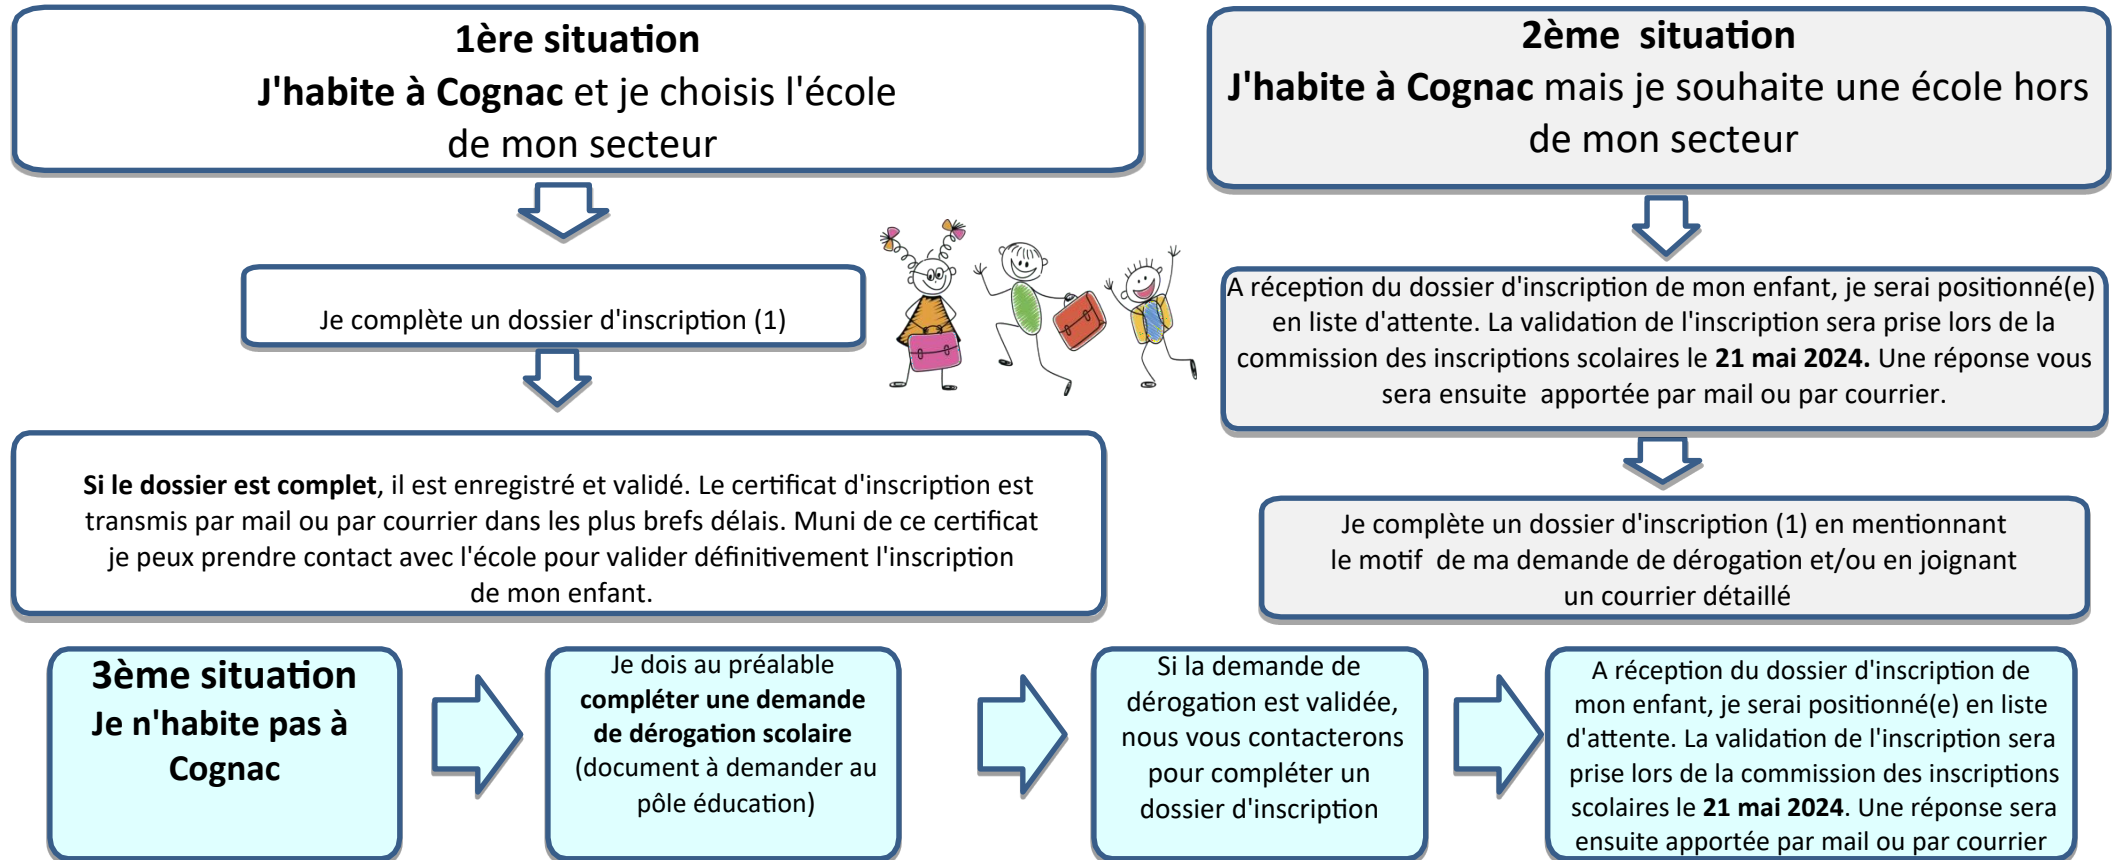 1ère situation
J'habite à Cognac et je choisis l'école
de mon secteur
Je complète un dossier d'inscription (1)
Si le dossier est complet, il est enregistré et validé. Le certificat d'inscription est
transmis par mail ou par courrier dans les plus brefs délais. Muni de ce certificat
je peux prendre contact avec l'école pour valider définitivement l'inscription
de mon enfant.
2ème situation
J'habite à Cognac mais je souhaite une école hors
de mon secteur
A réception du dossier d'inscription de mon enfant, je serai positionné(e)
en liste d'attente. La validation de l'inscription sera prise lors de la
commission des inscriptions scolaires le 21 mai 2024. Une réponse vous
sera ensuite apportée par mail ou par courrier.
Je complète un dossier d'inscription (1) en mentionnant
le motif de ma demande de dérogation et/ou en joignant
un courrier détaillé
3ème situation
Je n'habite pas à
Cognac
Je dois au préalable
compléter une demande
de dérogation scolaire
(document à demander au
pôle éducation)
Si la demande de
dérogation est validée,
nous vous contacterons
pour compléter un
dossier d'inscription
A réception du dossier d'inscription de
mon enfant, je serai positionné(e) en liste
d'attente. La validation de l'inscription sera
prise lors de la commission des inscriptions
scolaires le 21 mai 2024. Une réponse sera
ensuite apportée par mail ou par courrier